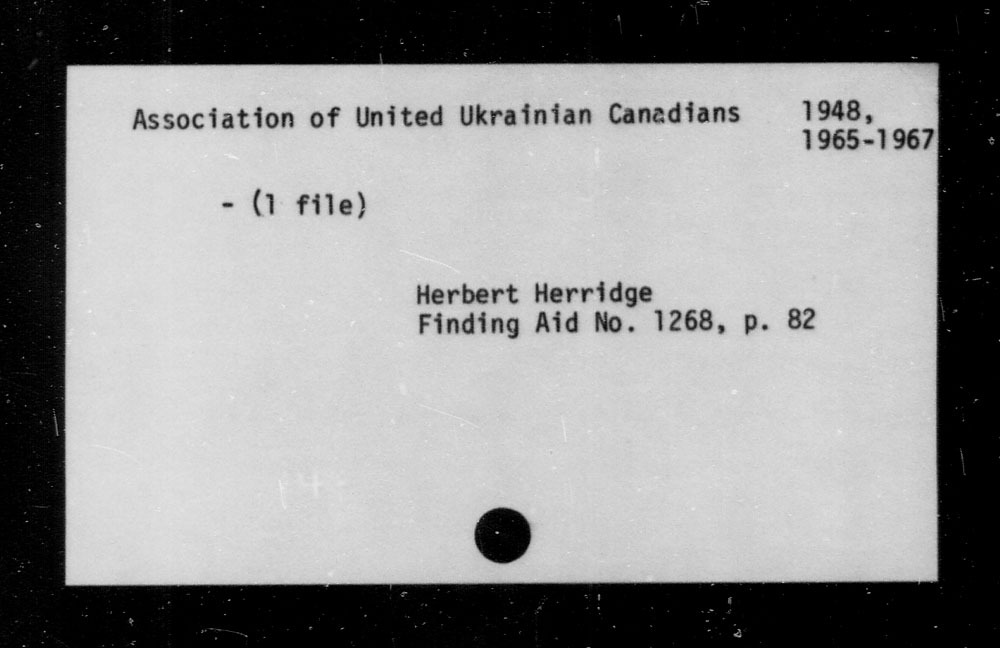 Association of United Ukrainian Canadians 1948,
1965-1967
- (1 file)
Herbert Herridge
Finding Aid No. 1268, p. 82